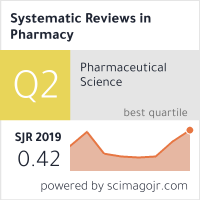 Systematic Reviews in
Pharmacy
Q2
Pharmaceutical
Science
best quartile
SJR 2019
0.42
powered by scimagojr.com